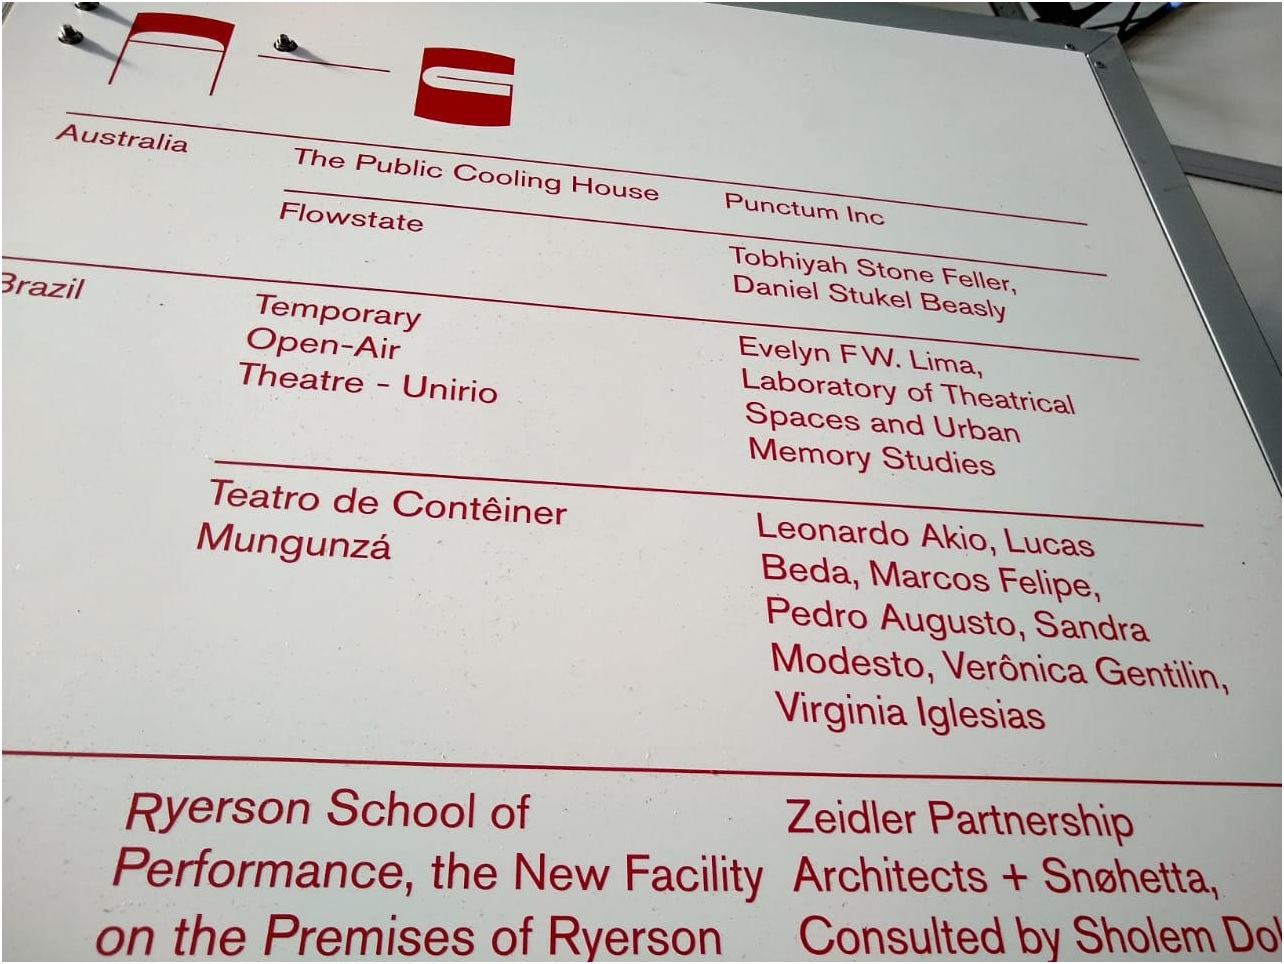 A — C
Australia The Public Cooling House Punctum Inc
Flowstate Tobhiyah Stone Feller,
Daniel Stukel Beasly
Brazil Temporary Evelyn FW. Lima,
Open-Air Laboratory of Theatrical
Theatre - Unirio Spaces and Urban
Memory Studies
Teatro de Contêiner Leonardo Akio, Lucas
Mungunzá Beda, Marcos Felipe,
Pedro Augusto, Sandra
Modesto, Verônica Gentilin,
Virginia Iglesias
Ryerson School of Zeidler Partnership
Performance, the New Facility Architects + Snøhetta,
on the Premises of Ryerson Consulted by Sholem